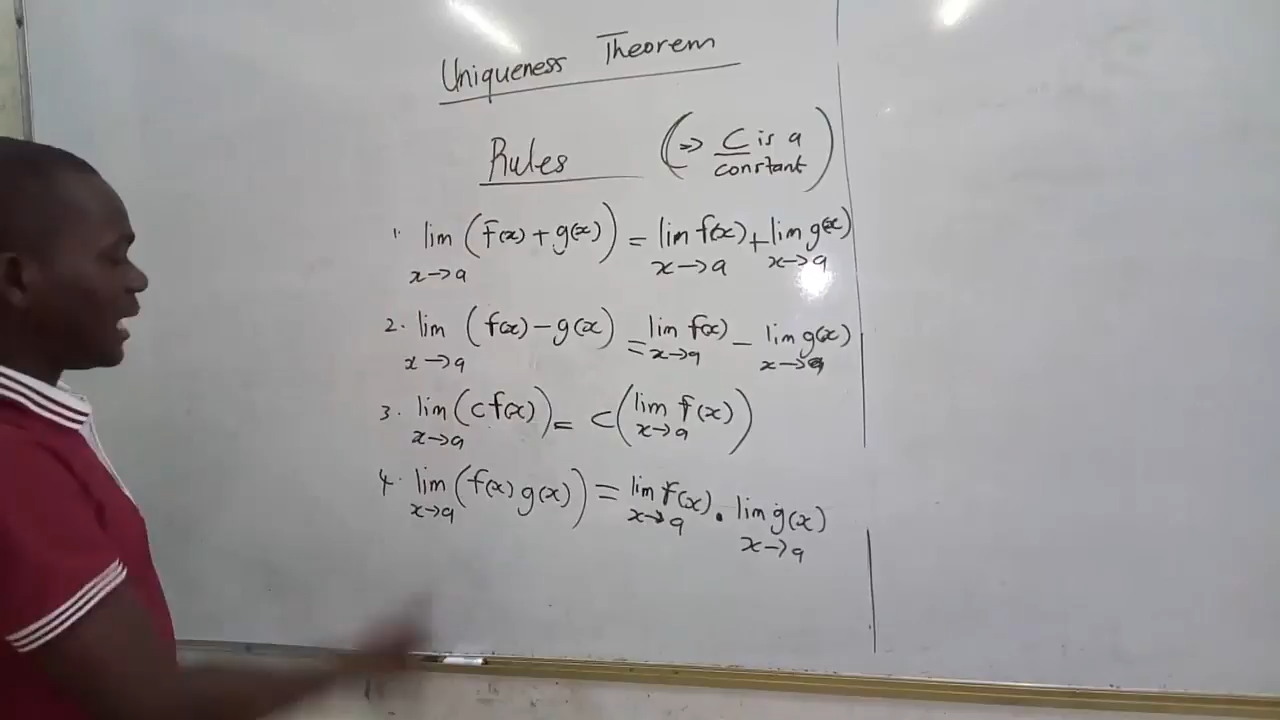 Uniqueness Theorem
Rules (=> C is a constant)
1. lim x→a (f(x) + g(x)) = lim x→a f(x) + lim x→a g(x)
2. lim x→a (f(x) - g(x)) = lim x→a f(x) - lim x→a g(x)
3. lim x→a (c f(x)) = c(lim x→a f(x))
4. lim x→a (f(x) g(x)) = lim x→a f(x) . lim x→a g(x)